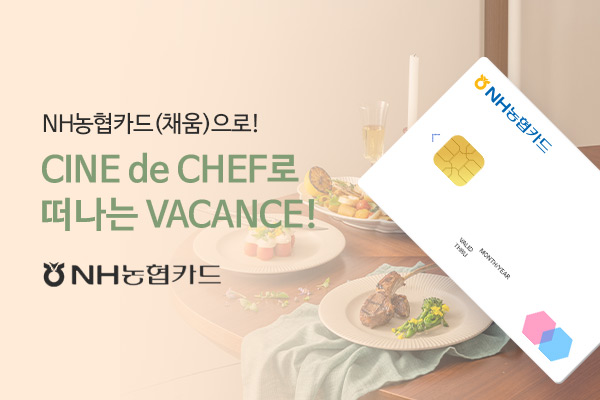 NH농협카드(채움)으로!
CINE de CHEF로
떠나는 VACANCE!
NH농협카드
NH농협카드
VALID
THRU
MONTH/YEAR